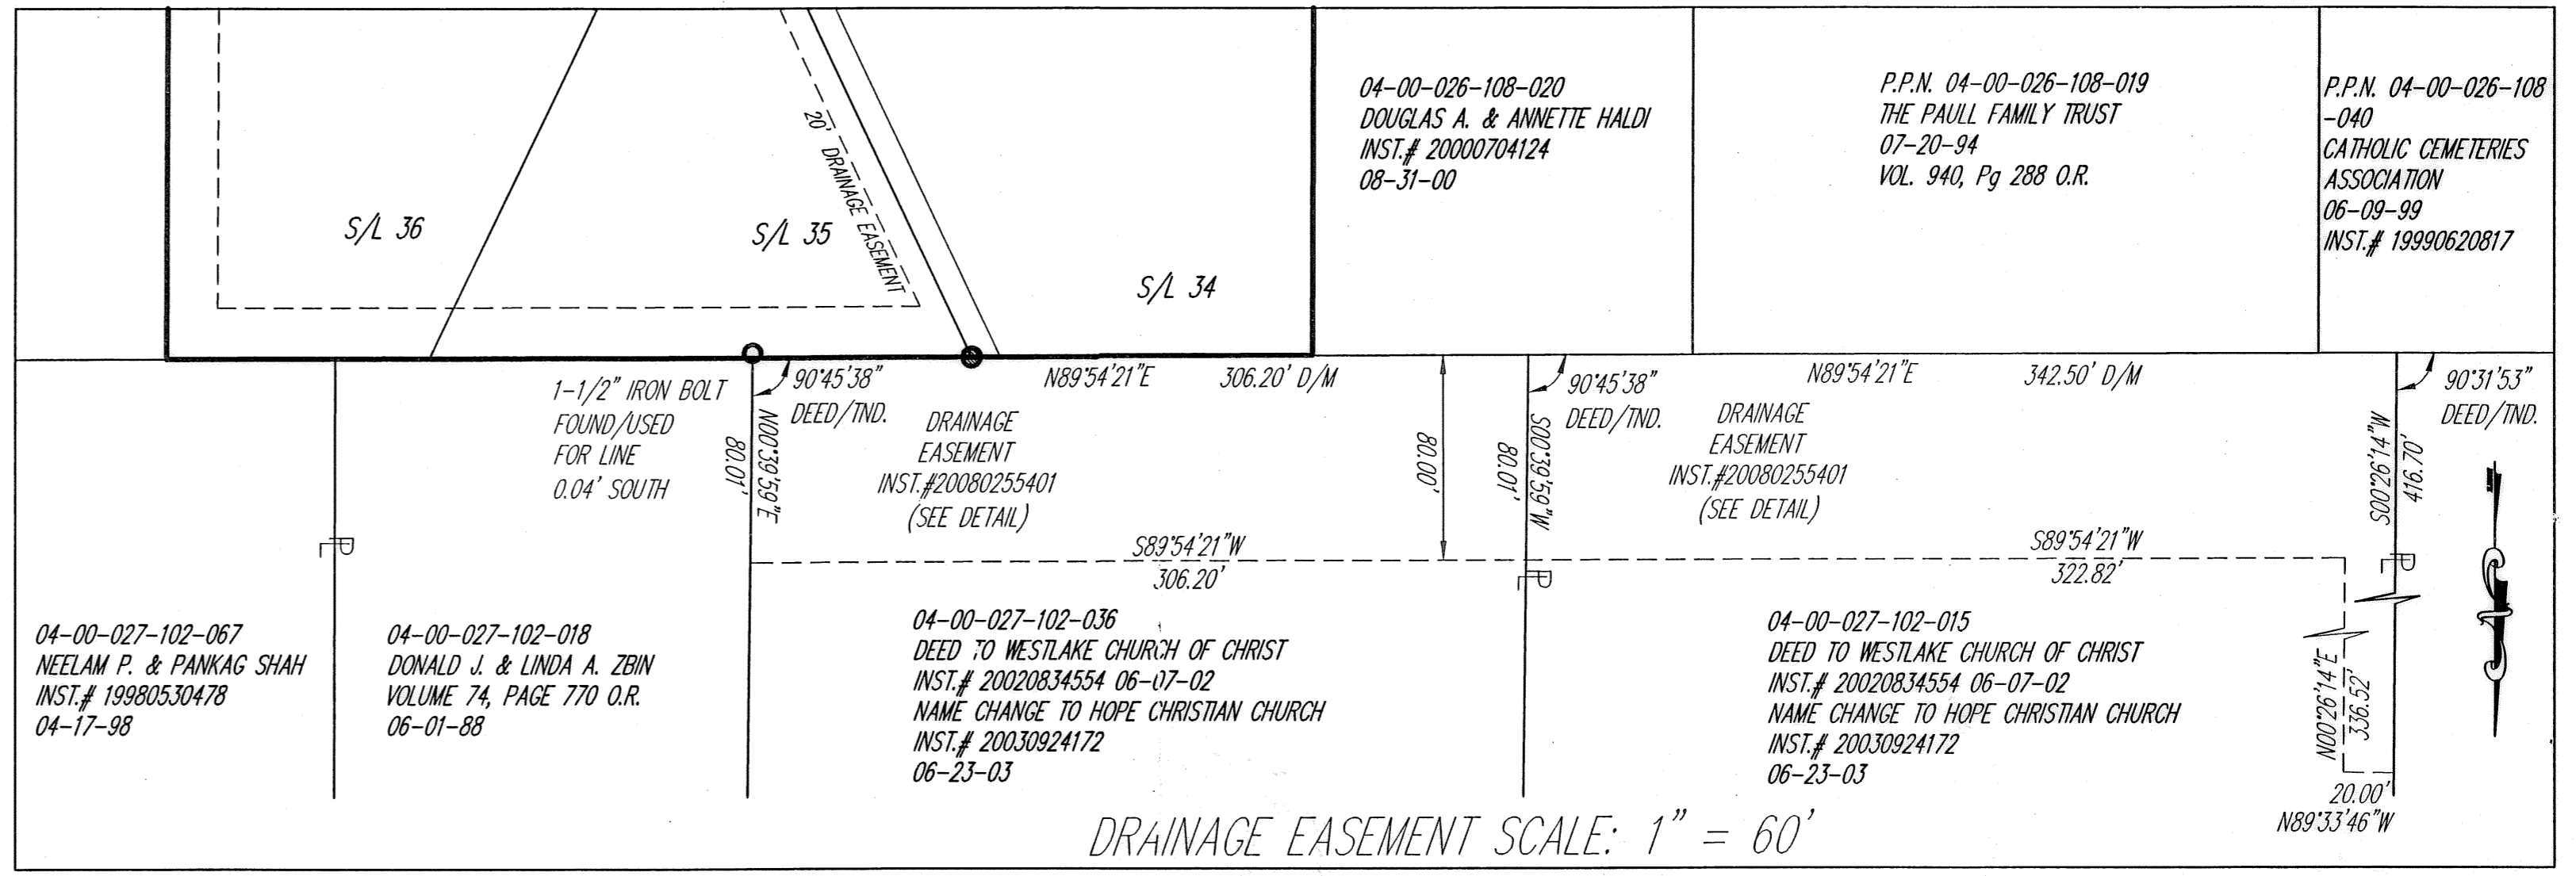 04-00-026-108-020
DOUGLAS A. & ANNETTE HALDI
INST.# 20000704124
08-31-00
P.P.N. 04-00-026-108-019
THE PAULL FAMILY TRUST
07-20-94
VOL. 940, Pg 288 O.R.
P.P.N. 04-00-026-108
-040
CATHOLIC CEMETERIES
ASSOCIATION
06-09-99
INST.# 19990620817
S/L 36
S/L 35
20' DRAINAGE EASEMENT
S/L 34
1-1/2" IRON BOLT
FOUND/USED
FOR LINE
0.04' SOUTH
90°45'38"
DEED/TND.
N00°39'59"E
80.01'
DRAINAGE
EASEMENT
INST.#20080255401
(SEE DETAIL)
N89°54'21"E 306.20' D/M
80.00'
S00°39'59"W
80.01'
90°45'38"
DEED/TND.
DRAINAGE
EASEMENT
INST.#20080255401
(SEE DETAIL)
N89°54'21"E 342.50' D/M
S00°26'14"W
416.70'
90°31'53"
DEED/TND.
S89°54'21"W
306.20'
S89°54'21"W
322.82'
04-00-027-102-067
NEELAM P. & PANKAG SHAH
INST.# 19980530478
04-17-98
04-00-027-102-018
DONALD J. & LINDA A. ZBIN
VOLUME 74, PAGE 770 O.R.
06-01-88
04-00-027-102-036
DEED TO WESTLAKE CHURCH OF CHRIST
INST.# 20020834554 06-07-02
NAME CHANGE TO HOPE CHRISTIAN CHURCH
INST.# 20030924172
06-23-03
04-00-027-102-015
DEED TO WESTLAKE CHURCH OF CHRIST
INST.# 20020834554 06-07-02
NAME CHANGE TO HOPE CHRISTIAN CHURCH
INST.# 20030924172
06-23-03
N00°26'14"E
336.52'
20.00'
N89°33'46"W
DRAINAGE EASEMENT SCALE: 1" = 60'